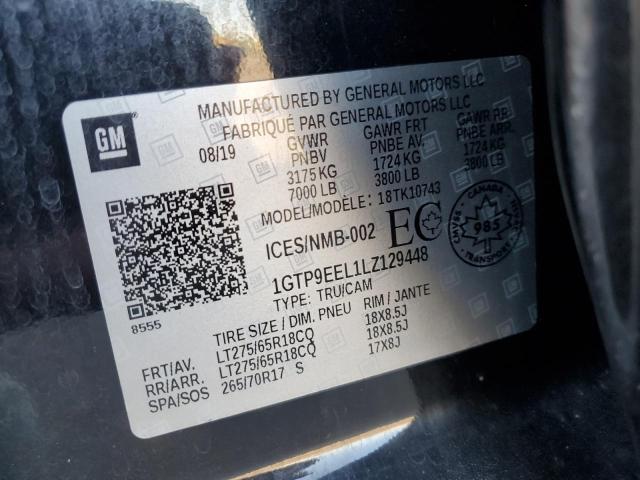 GM
MANUFACTURED BY GENERAL MOTORS LLC
FABRIQUÉ PAR GENERAL MOTORS LLC
08/19 GVWR GAWR FRT GAWR RR
PNBV PNBE AV. PNBE ARR.
3175 KG 1724 KG 1724 KG
7000 LB 3800 LB 3800 LB
MODEL/MODÈLE: 18TK10743
ICES/NMB-002 EC
CANADA
985
CMVSS NSVAC
TRANSPORT
1GTP9EEL1LZ129448
TYPE: TRU/CAM
8555
TIRE SIZE / DIM. PNEU RIM / JANTE
FRT/AV. LT275/65R18CQ 18X8.5J
RR/ARR. LT275/65R18CQ 18X8.5J
SPA/SOS 265/70R17 S 17X8J